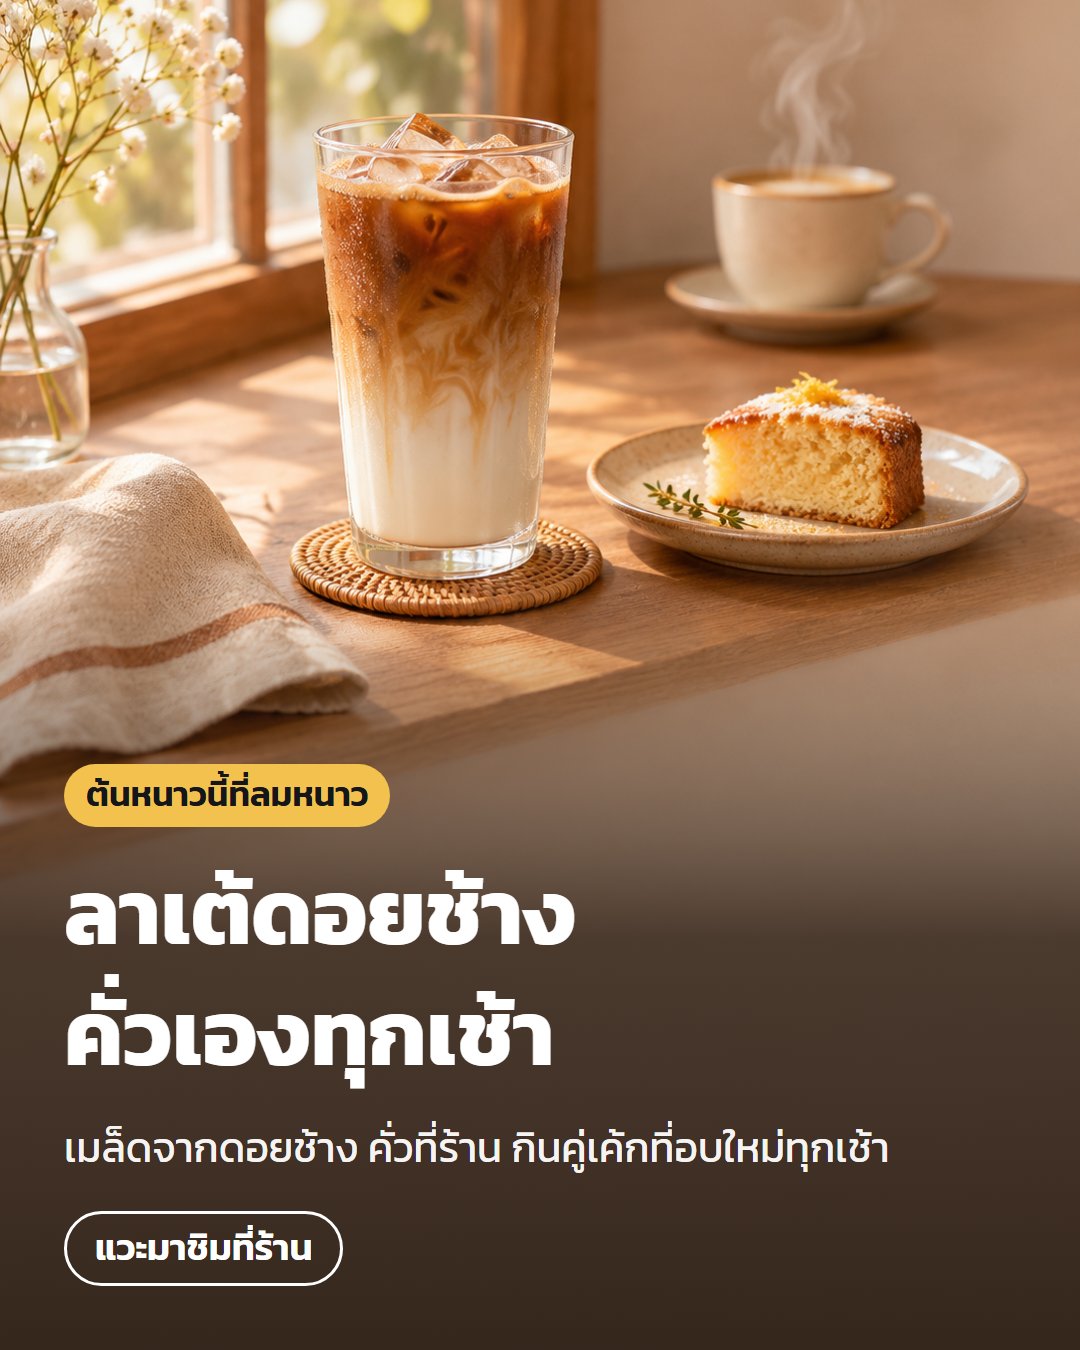 ต้นหนาวนี้ที่ลมหนาว
ลาเต้ดอยช้าง
คั่วเองทุกเช้า
เมล็ดจากดอยช้าง คั่วที่ร้าน กินคู่เค้กที่อบใหม่ทุกเช้า
แวะมาชิมที่ร้าน